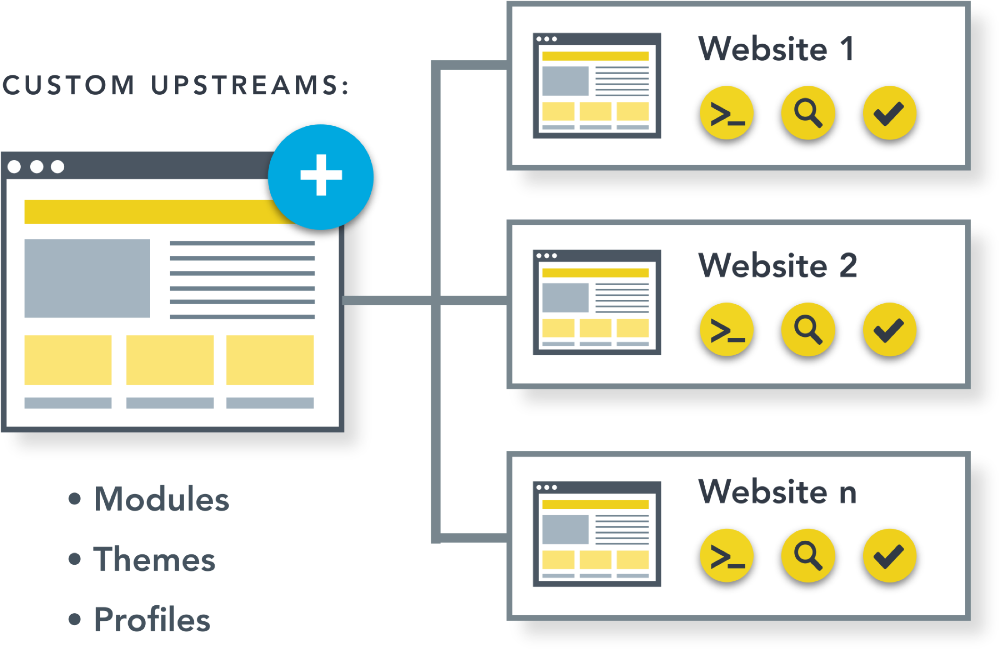 CUSTOM UPSTREAMS:
• Modules
• Themes
• Profiles
Website 1
>_
Website 2
>_
Website n
>_